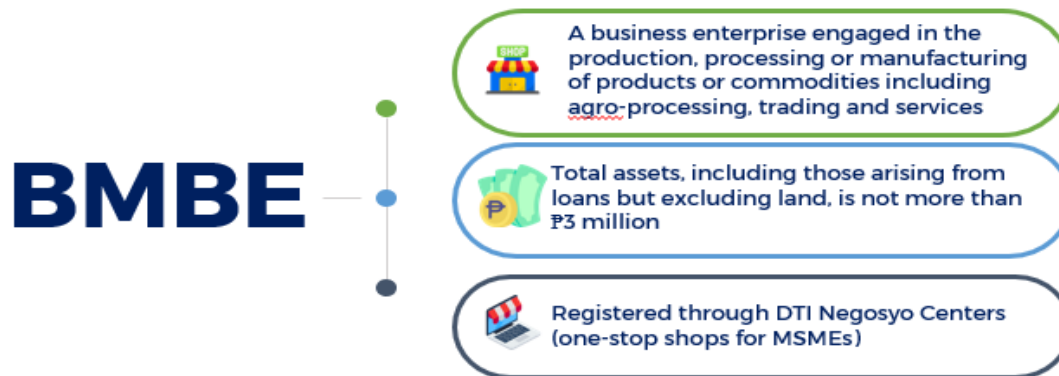 BMBE
SHOP
A business enterprise engaged in the
production, processing or manufacturing
of products or commodities including
agro-processing, trading and services
Total assets, including those arising from
loans but excluding land, is not more than
₱3 million
Registered through DTI Negosyo Centers
(one-stop shops for MSMEs)